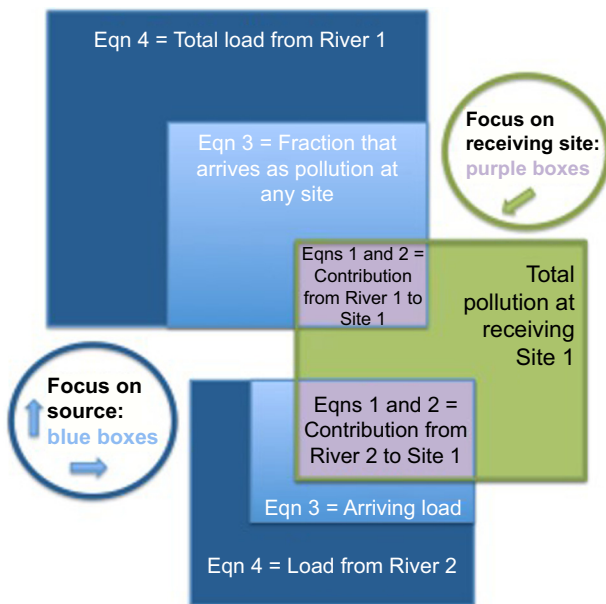 Eqn 4 = Total load from River 1
Eqn 3 = Fraction that
arrives as pollution at
any site
Focus on
receiving site:
purple boxes
Eqns 1 and 2 =
Contribution
from River 1 to
Site 1
Total
pollution at
receiving
Site 1
Focus on
source:
blue boxes
Eqns 1 and 2 =
Contribution from
River 2 to Site 1
Eqn 3 = Arriving load
Eqn 4 = Load from River 2